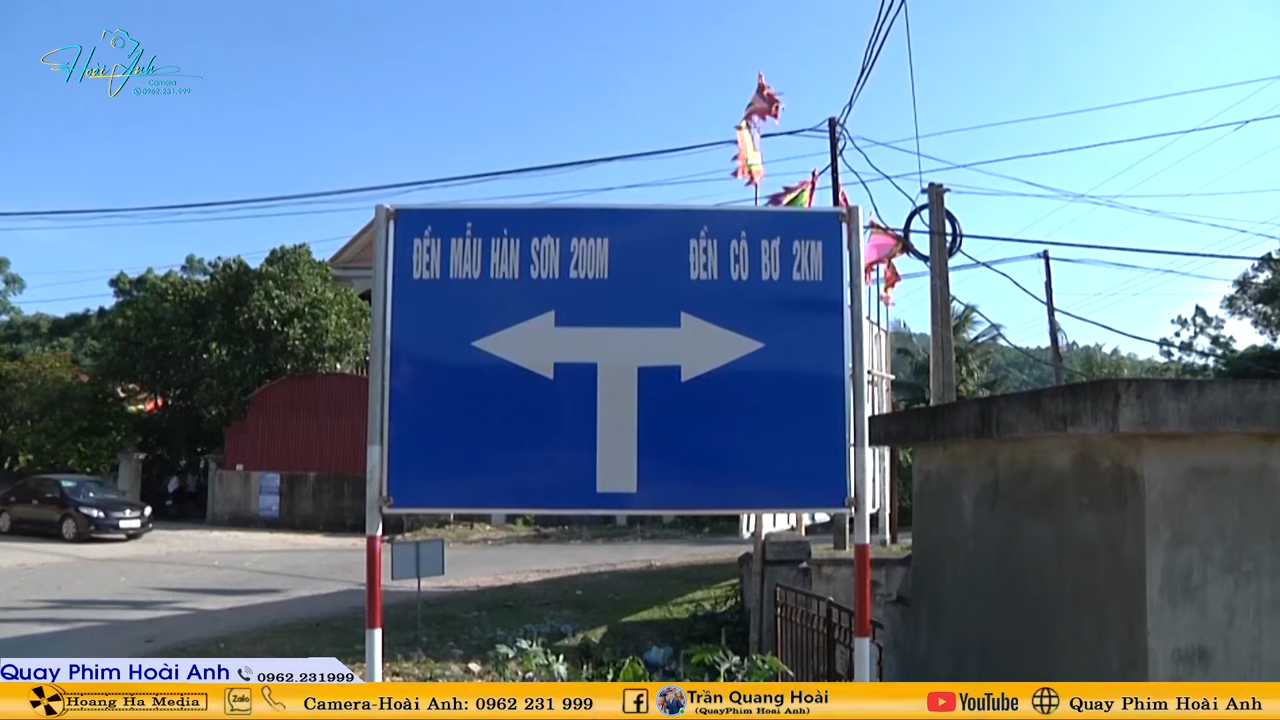 Hoài Anh
Camera
0962.231.999
ĐỀN MẪU HÀN SƠN 200M
ĐỀN CÔ BƠ 2KM
Quay Phim Hoài Anh 0962.231999
Hoang Ha Media
Zalo
Camera-Hoài Anh: 0962 231 999
Trần Quang Hoài
(QuayPhim Hoai Anh)
YouTube
Quay Phim Hoài Anh